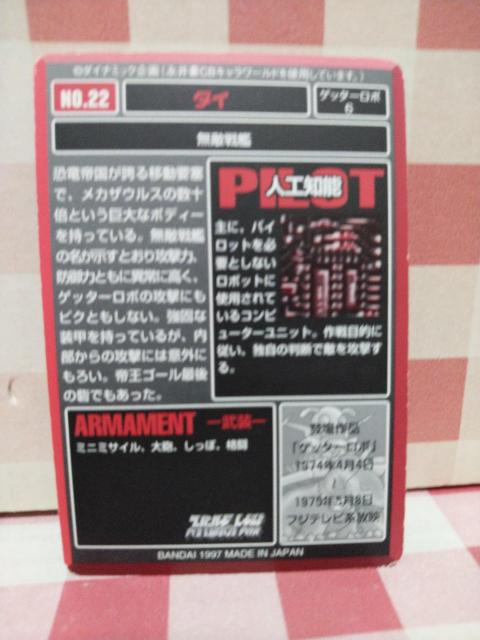 ©ダイナミック企画(永井豪CBキャラワールドを使用しています。)
NO.22
ダイ
ゲッターロボ
6
無敵戦艦
恐竜帝国が誇る移動要塞
で、メカザウルスの数十
倍という巨大なボディー
を持っている。無敵戦艦
の名が示すとおり攻撃力、
防御力ともに異常に高く、
ゲッターロボの攻撃にも
ビクともしない。強固な
装甲を持っているが、内
部からの攻撃には意外に
もろい。帝王ゴール最後
の砦でもあった。
PILOT
人工知能
主に、パイ
ロットを必
要としない
ロボットに
使用されて
いるコンピ
ューターユニット。作戦目的に
従い、独自の判断で敵を攻撃す
る。
ARMAMENT —武装—
ミニミサイル、大砲、しっぽ、格闘
登場作品
「ゲッターロボ」
1974年4月4日
~
1975年5月8日
フジテレビ系放映
BANDAI 1997 MADE IN JAPAN